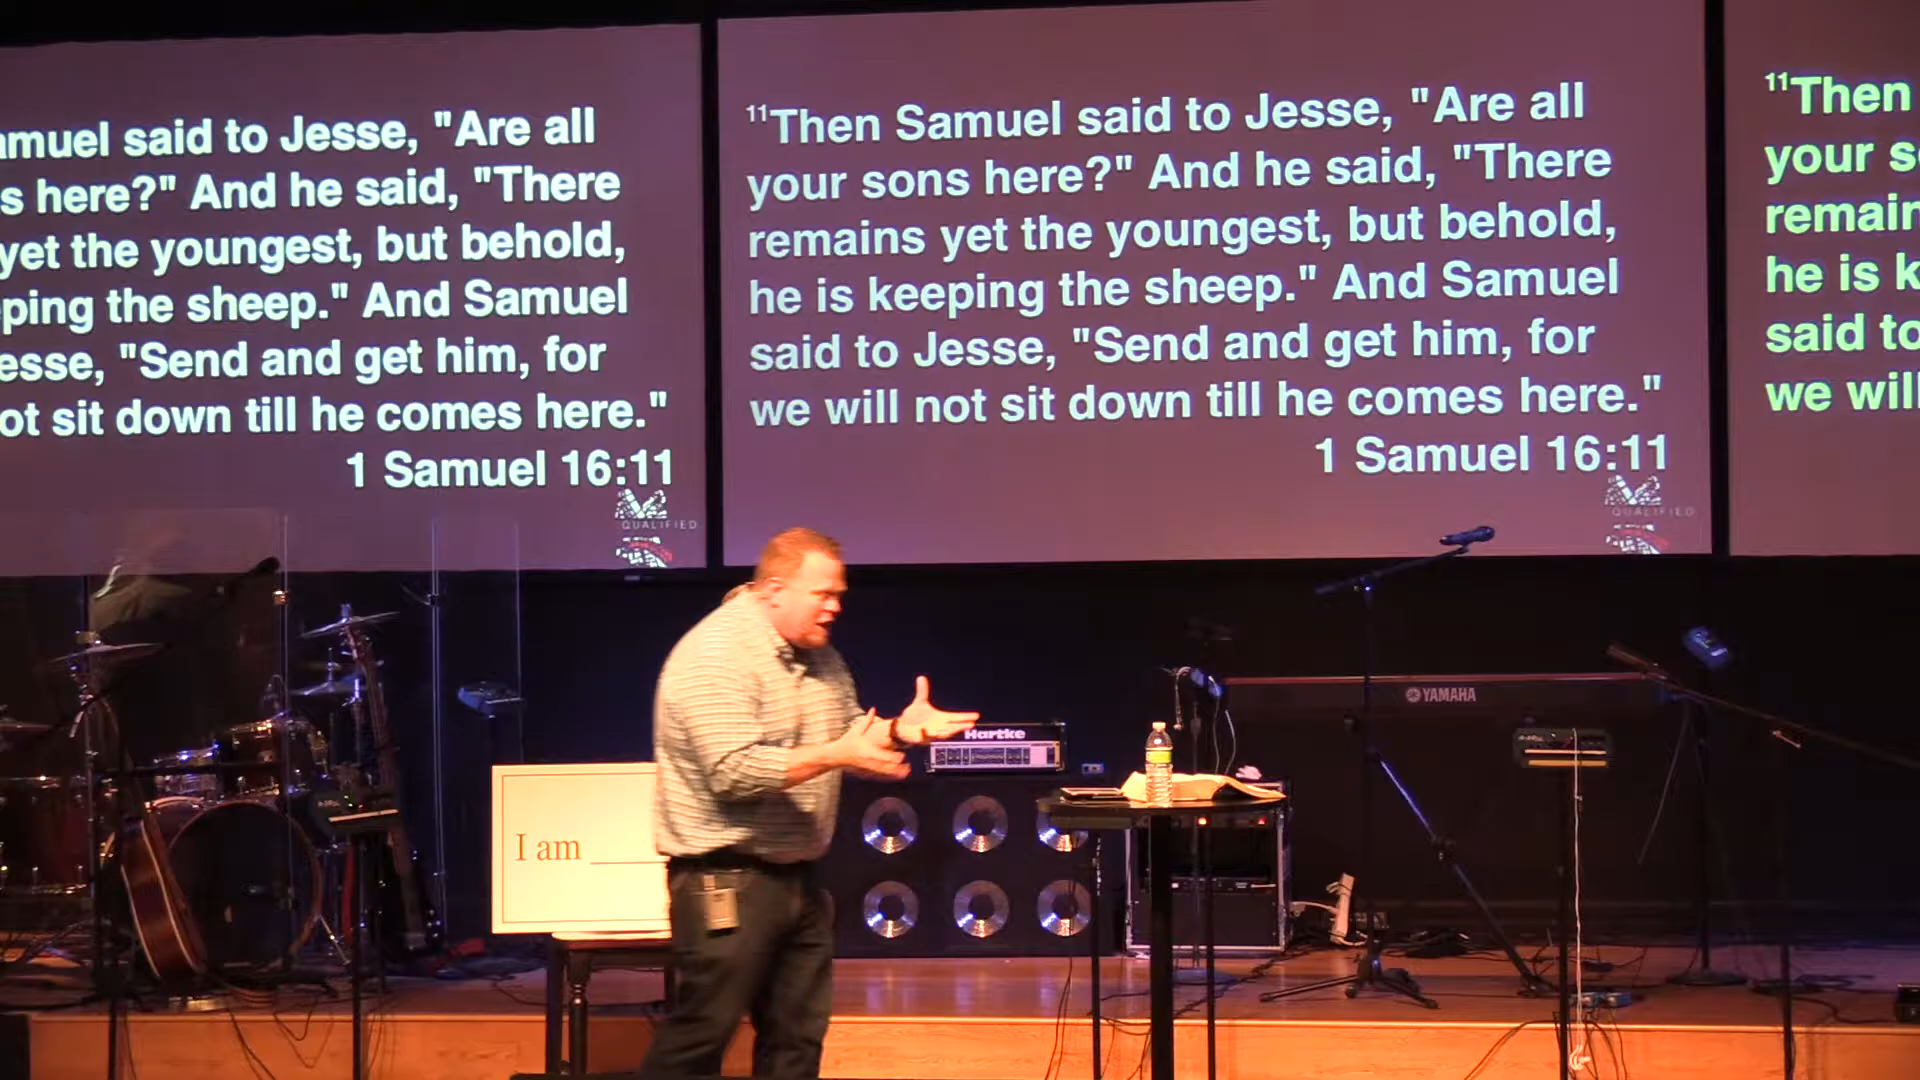 amuel said to Jesse, "Are all
s here?" And he said, "There
yet the youngest, but behold,
ping the sheep." And Samuel
esse, "Send and get him, for
ot sit down till he comes here."
1 Samuel 16:11
QUALIFIED
11Then Samuel said to Jesse, "Are all
your sons here?" And he said, "There
remains yet the youngest, but behold,
he is keeping the sheep." And Samuel
said to Jesse, "Send and get him, for
we will not sit down till he comes here."
1 Samuel 16:11
QUALIFIED
11Then
your s
remain
he is k
said to
we will
I am ____
Hartke
YAMAHA